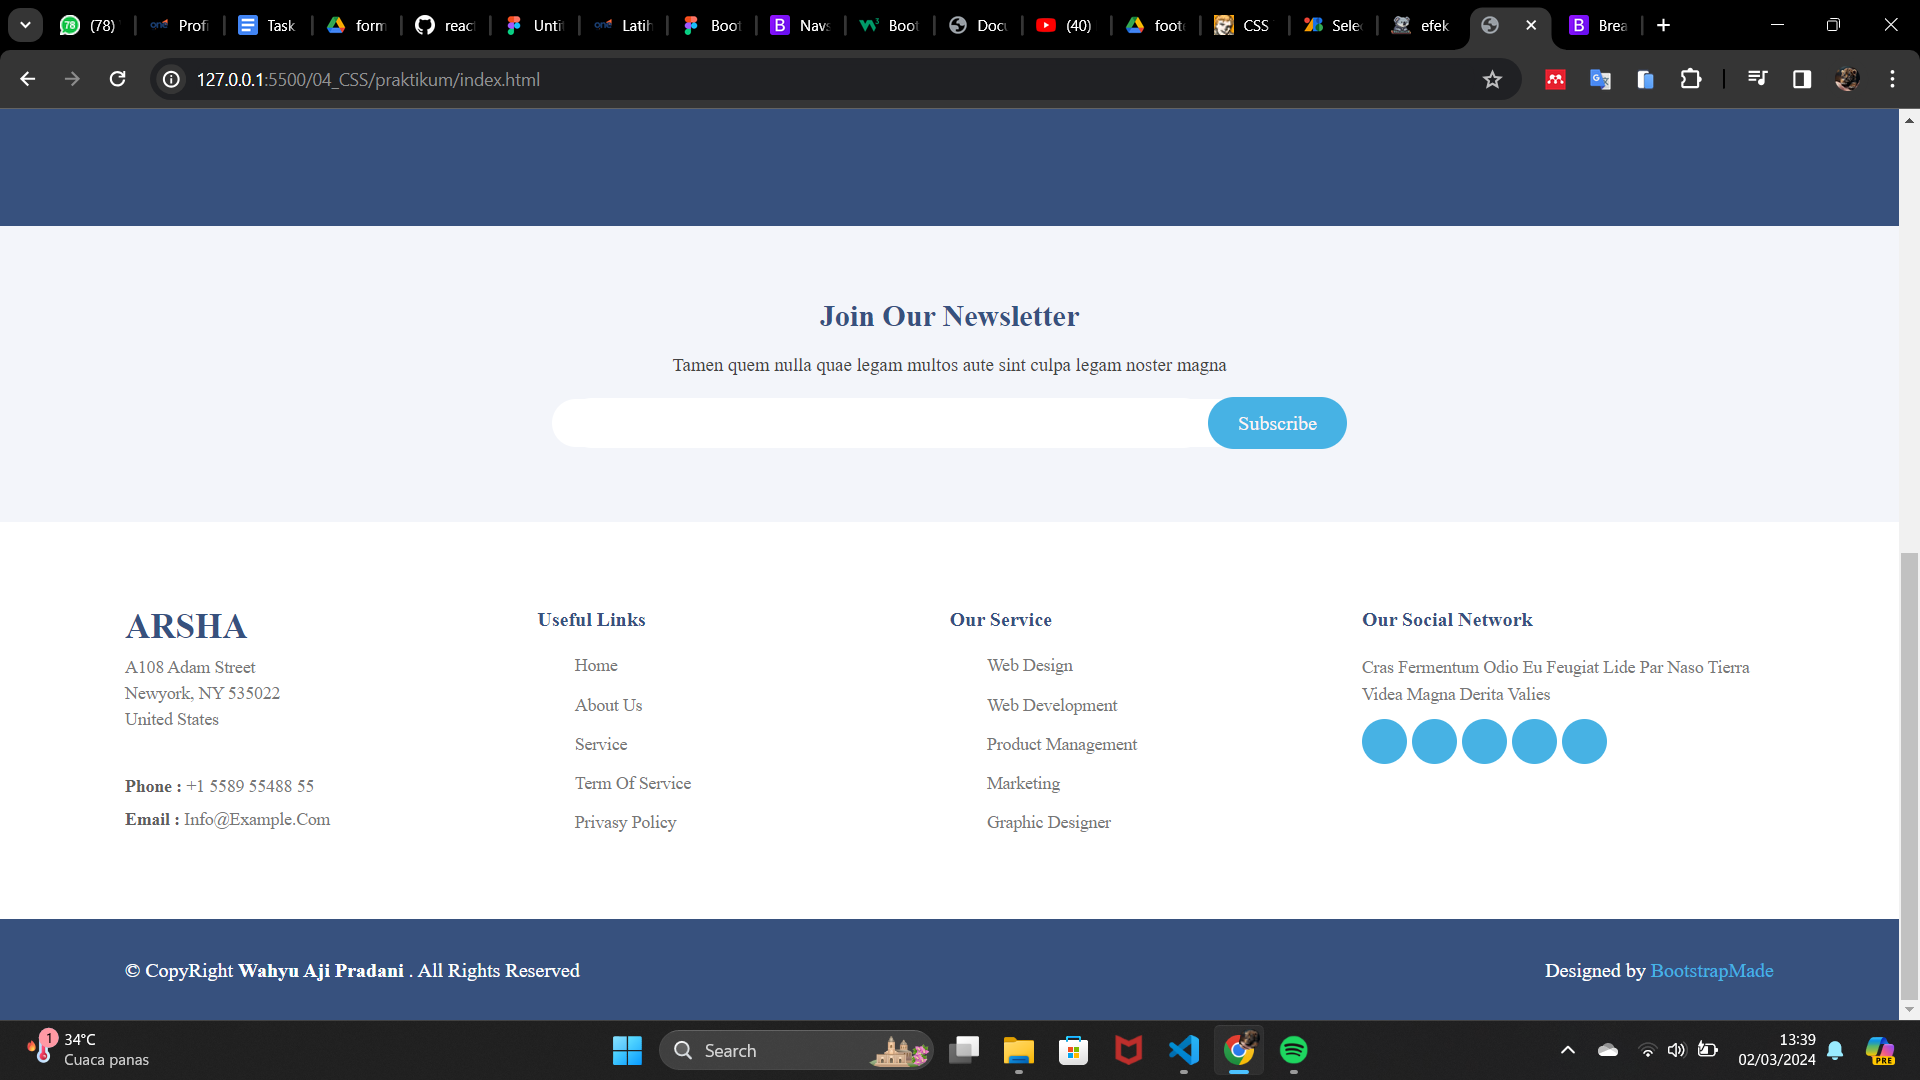 (78)
Profi
Task
form
react
Untit
Latih
Boot
Navs
Boot
Docu
(40)
foote
CSS
Selec
efek
Brea
127.0.0.1:5500/04_CSS/praktikum/index.html
Join Our Newsletter
Tamen quem nulla quae legam multos aute sint culpa legam noster magna
Subscribe
ARSHA
A108 Adam Street
Newyork, NY 535022
United States
Phone : +1 5589 55488 55
Email : Info@Example.Com
Useful Links
Home
About Us
Service
Term Of Service
Privasy Policy
Our Service
Web Design
Web Development
Product Management
Marketing
Graphic Designer
Our Social Network
Cras Fermentum Odio Eu Feugiat Lide Par Naso Tierra
Videa Magna Derita Valies
© CopyRight Wahyu Aji Pradani . All Rights Reserved
Designed by BootstrapMade
1
34°C
Cuaca panas
Search
13:39
02/03/2024
PRE